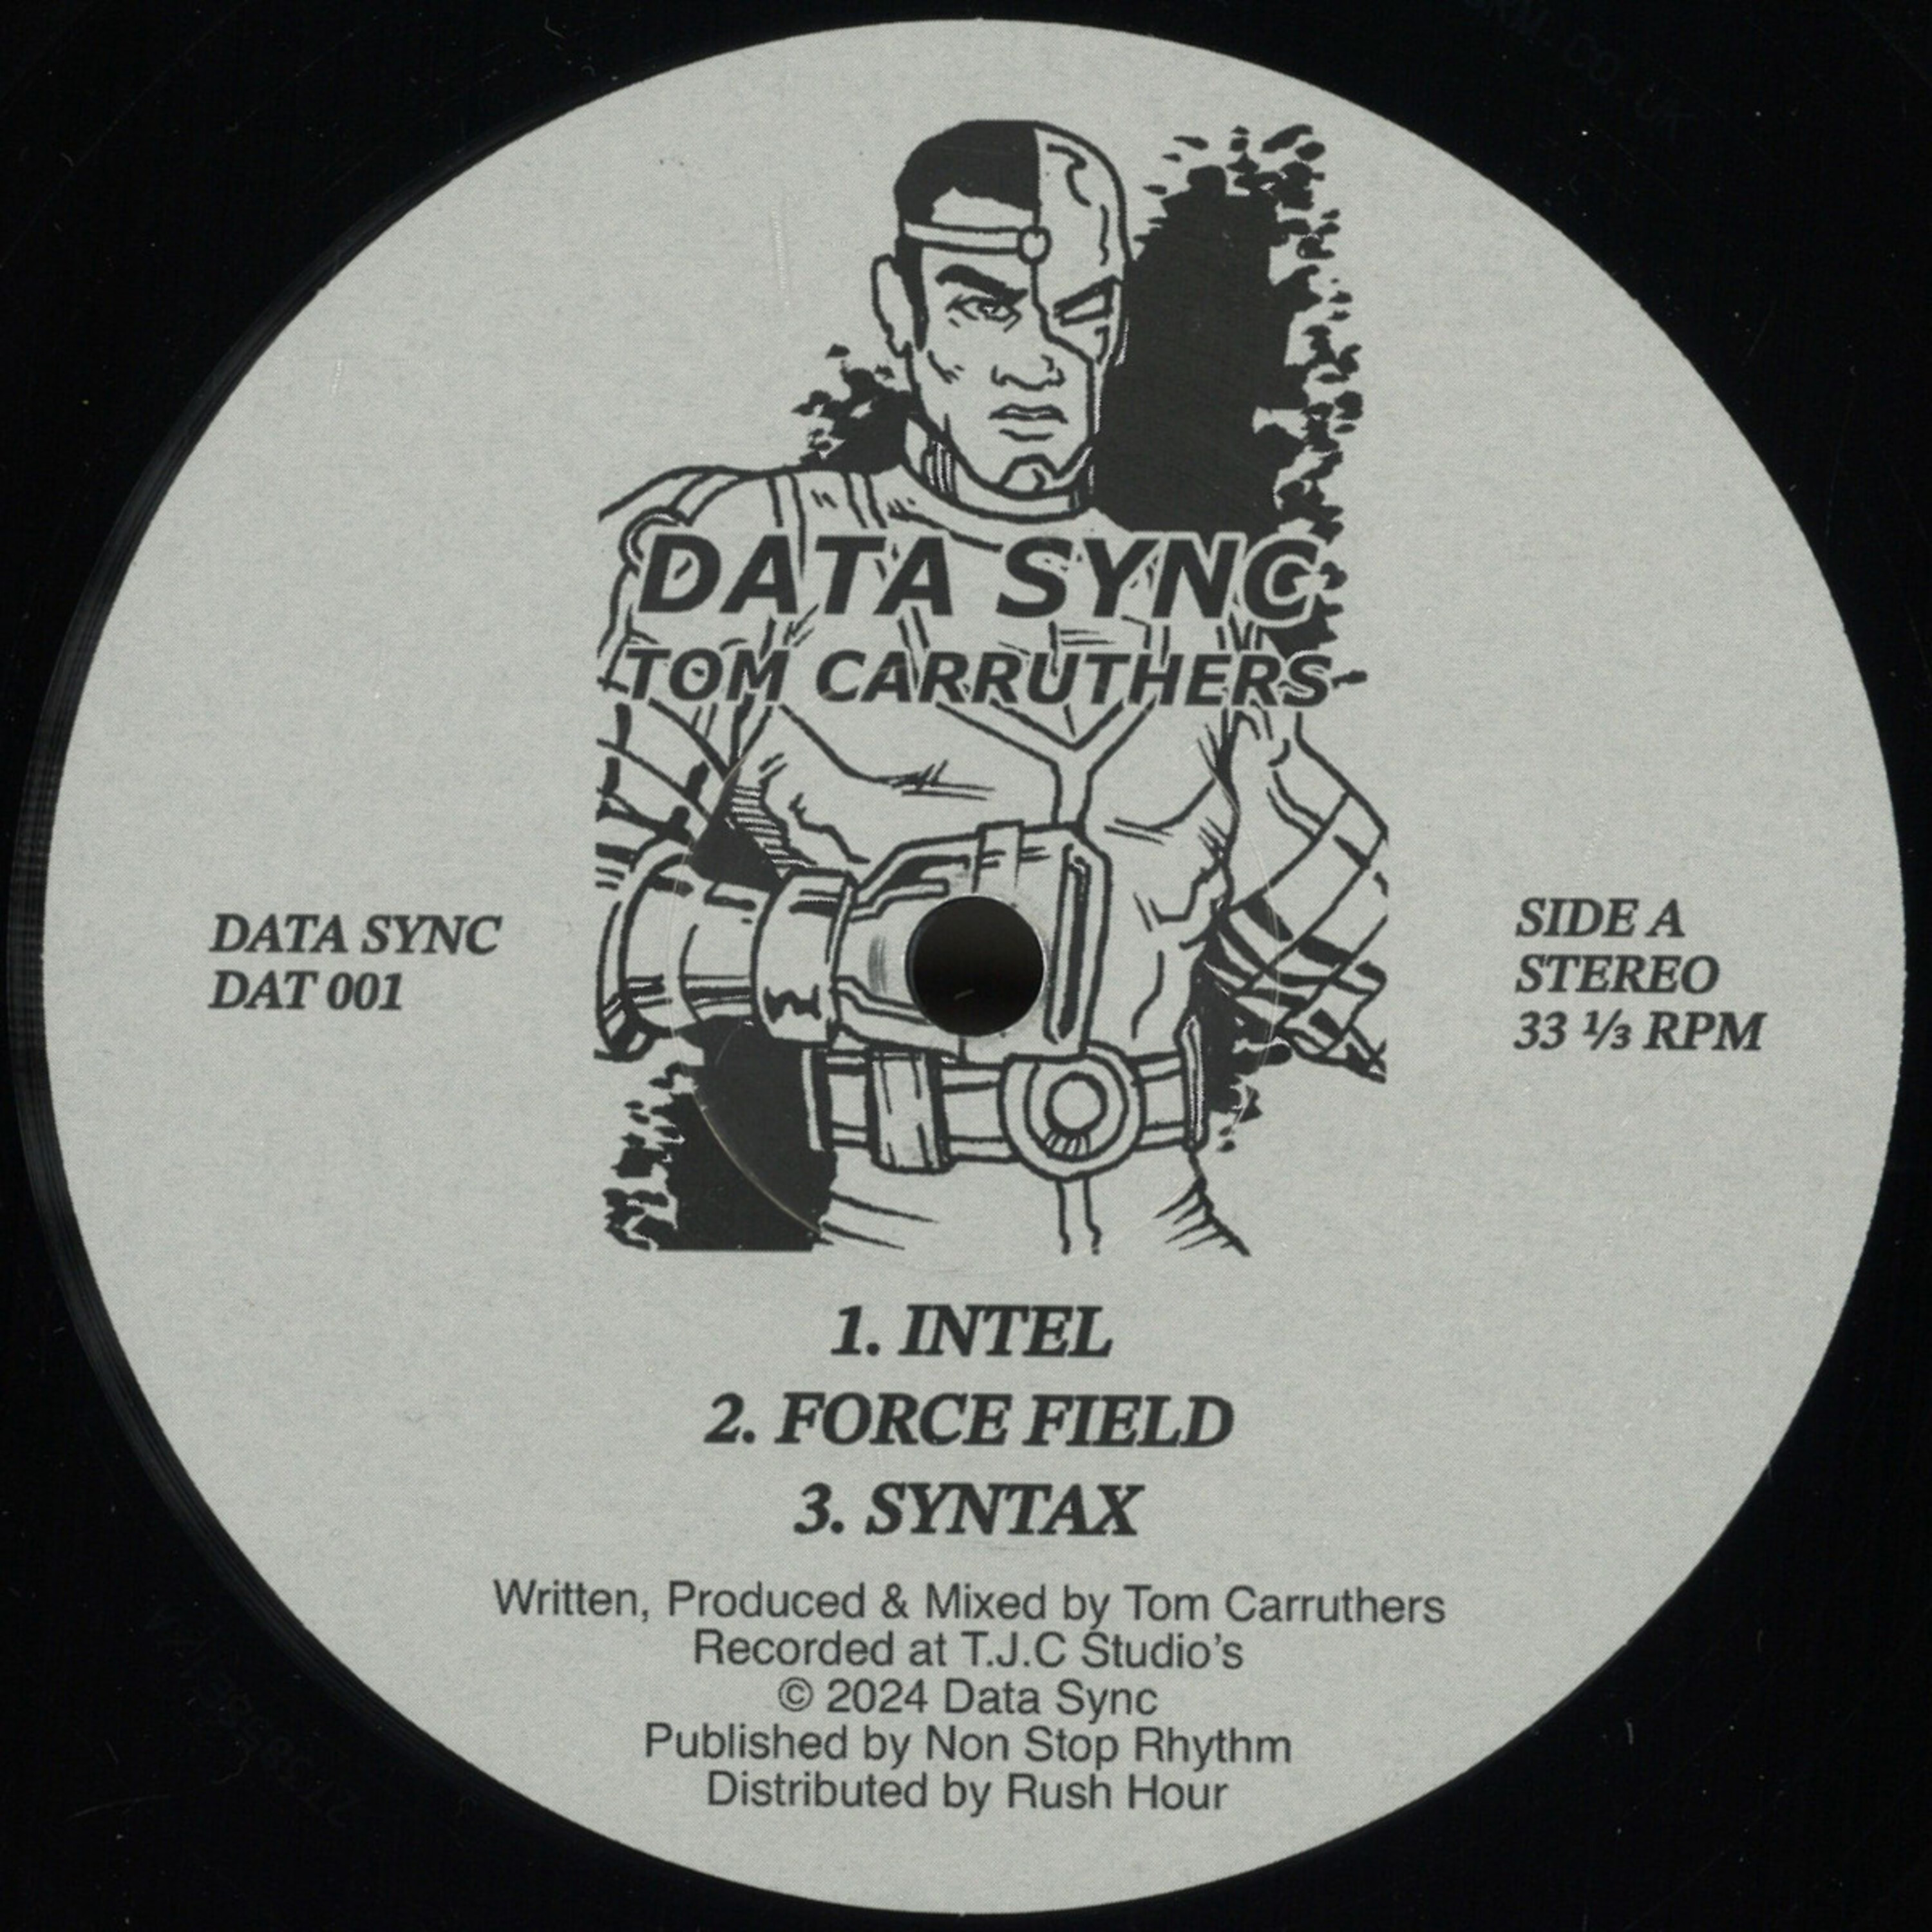 DATA SYNC
TOM CARRUTHERS
DATA SYNC
DAT 001
SIDE A
STEREO
33 ⅓ RPM
1. INTEL
2. FORCE FIELD
3. SYNTAX
Written, Produced & Mixed by Tom Carruthers
Recorded at T.J.C Studio's
© 2024 Data Sync
Published by Non Stop Rhythm
Distributed by Rush Hour